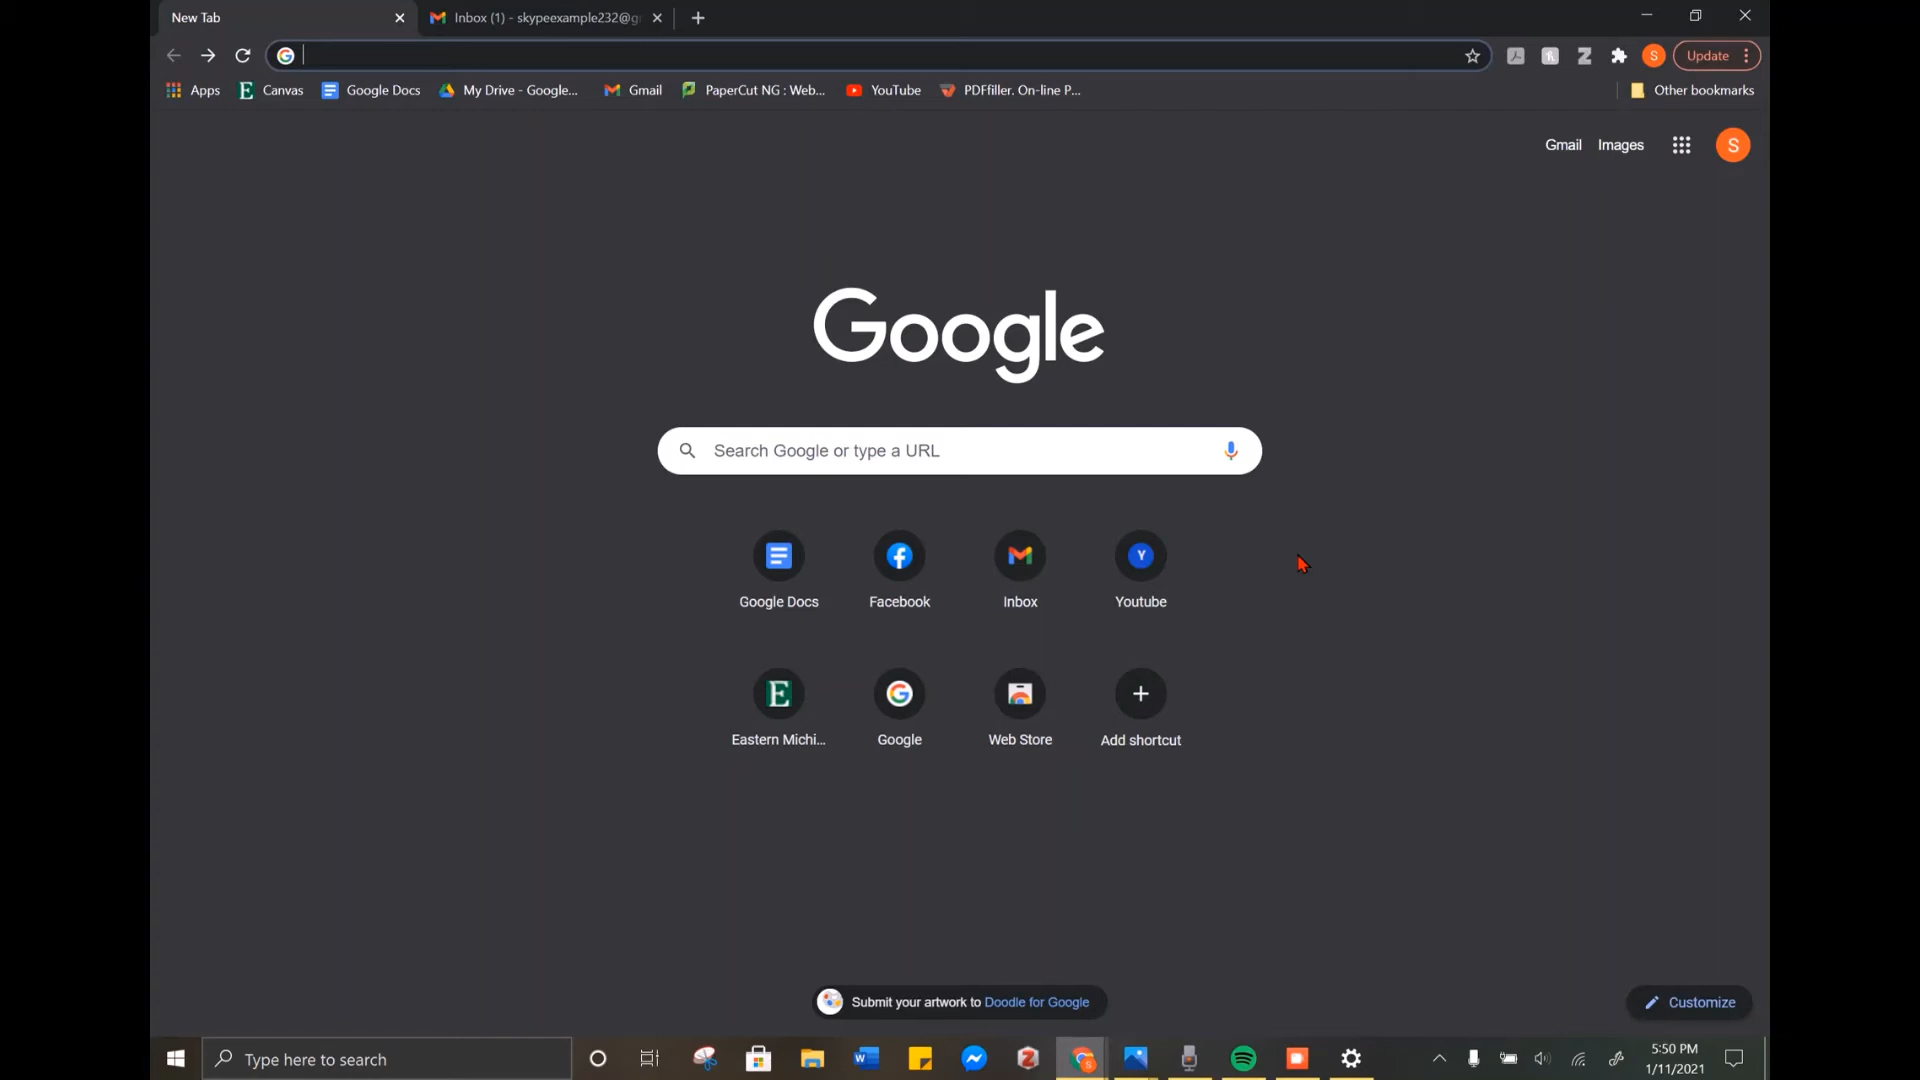 New Tab
Inbox (1) - skypeexample232@g
Update
Apps
Canvas
Google Docs
My Drive - Google...
Gmail
PaperCut NG : Web...
YouTube
PDFfiller. On-line P...
Other bookmarks
Gmail
Images
S
Google
Search Google or type a URL
Google Docs
Facebook
Inbox
Youtube
Eastern Michi...
Google
Web Store
Add shortcut
Submit your artwork to Doodle for Google
Customize
Type here to search
5:50 PM
1/11/2021